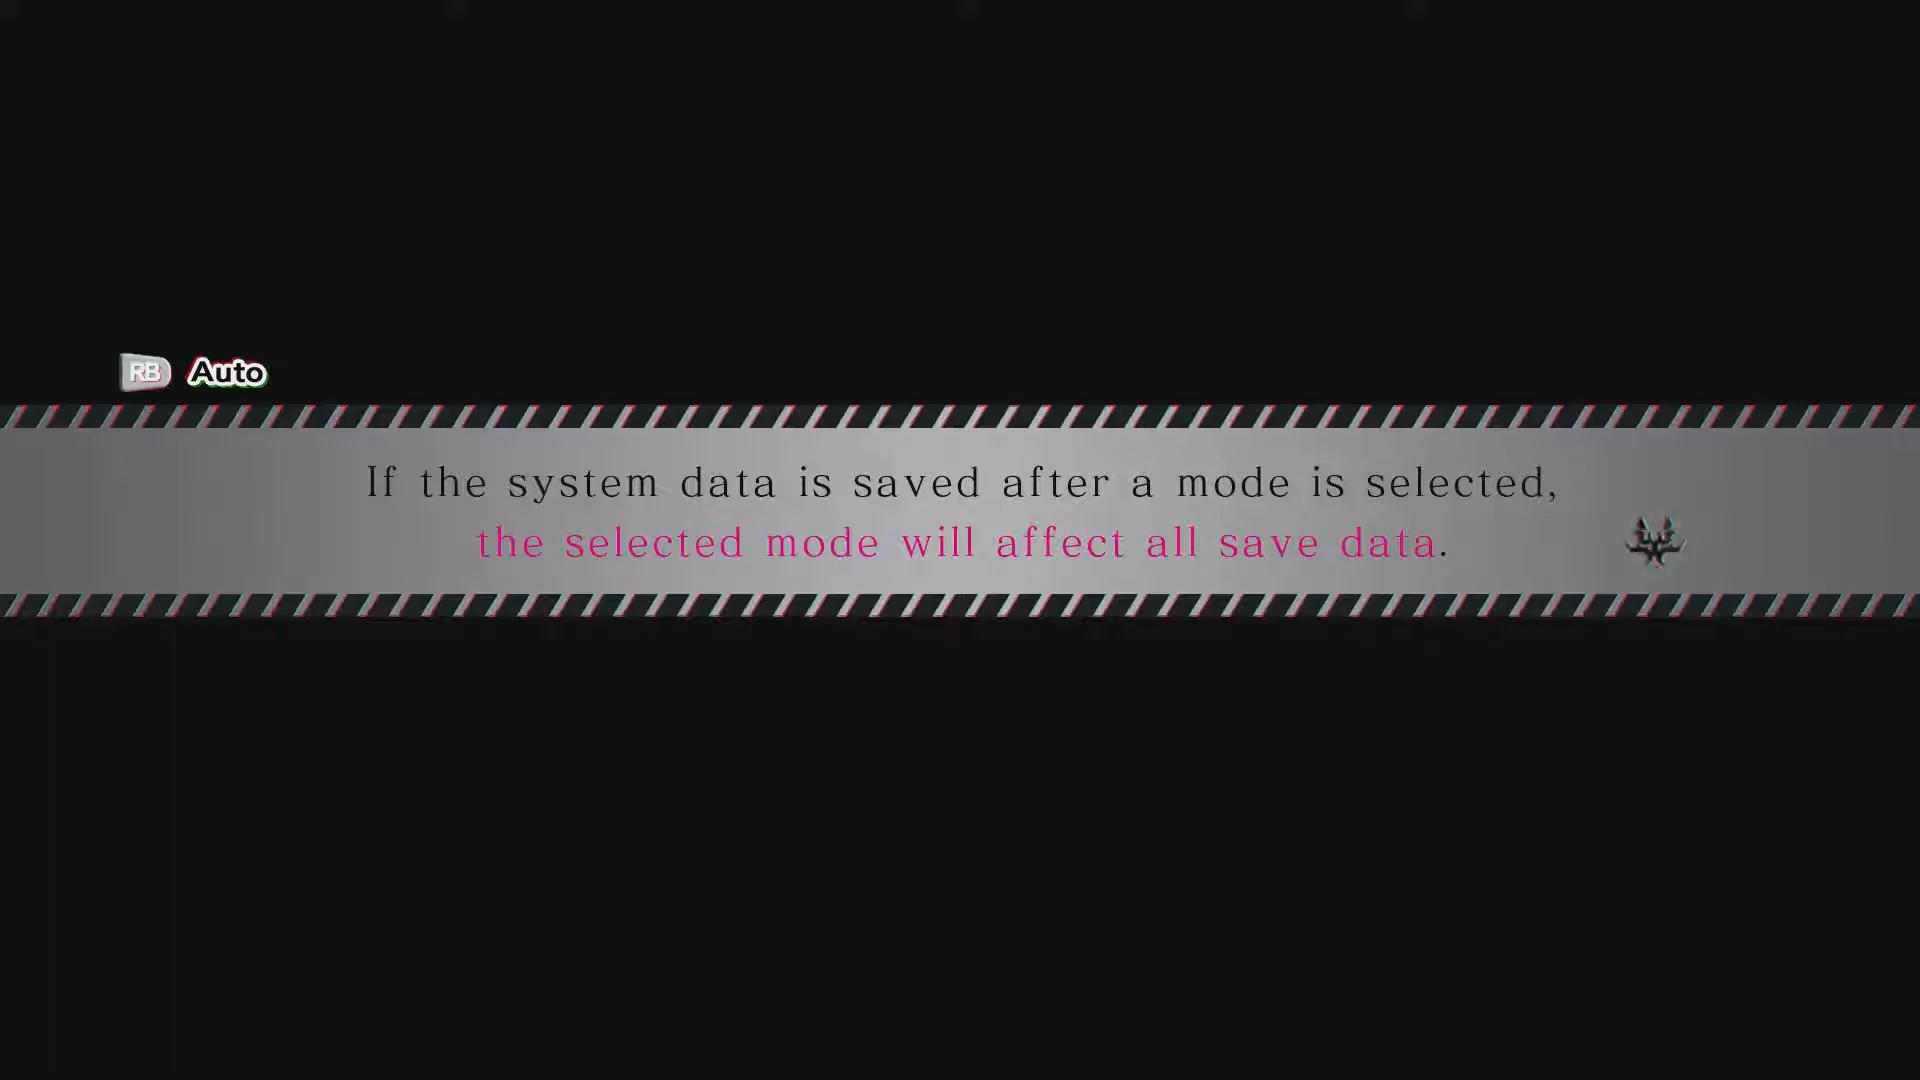 RB Auto
If the system data is saved after a mode is selected,
the selected mode will affect all save data.